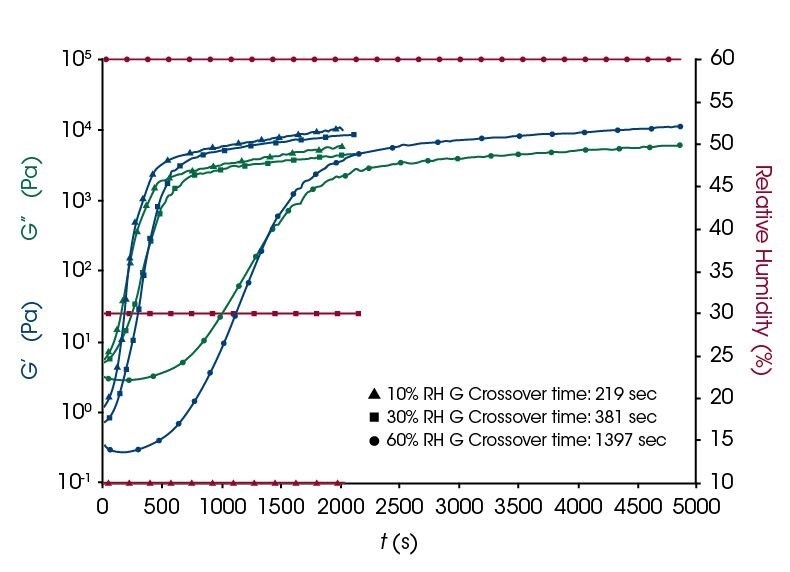 10⁵
10⁴
10³
10²
10¹
10⁰
10⁻¹
G″ (Pa)
G′ (Pa)
60
55
50
45
40
35
30
25
20
15
10
Relative Humidity (%)
10% RH G Crossover time: 219 sec
30% RH G Crossover time: 381 sec
60% RH G Crossover time: 1397 sec
0 500 1000 1500 2000 2500 3000 3500 4000 4500 5000
t (s)